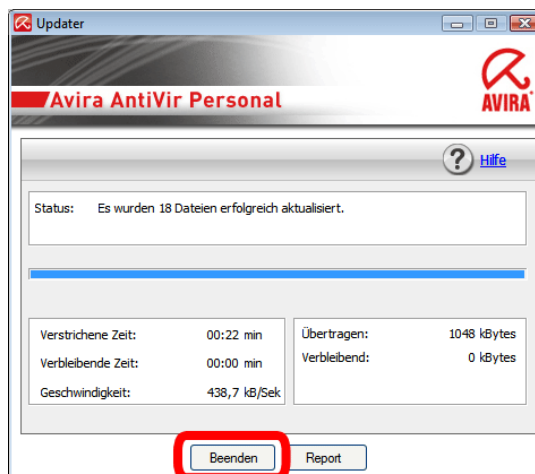 Updater
Avira AntiVir Personal
AVIRA
? Hilfe
Status: Es wurden 18 Dateien erfolgreich aktualisiert.
Verstrichene Zeit: 00:22 min
Verbleibende Zeit: 00:00 min
Geschwindigkeit: 438,7 kB/Sek
Übertragen: 1048 kBytes
Verbleibend: 0 kBytes
Beenden
Report